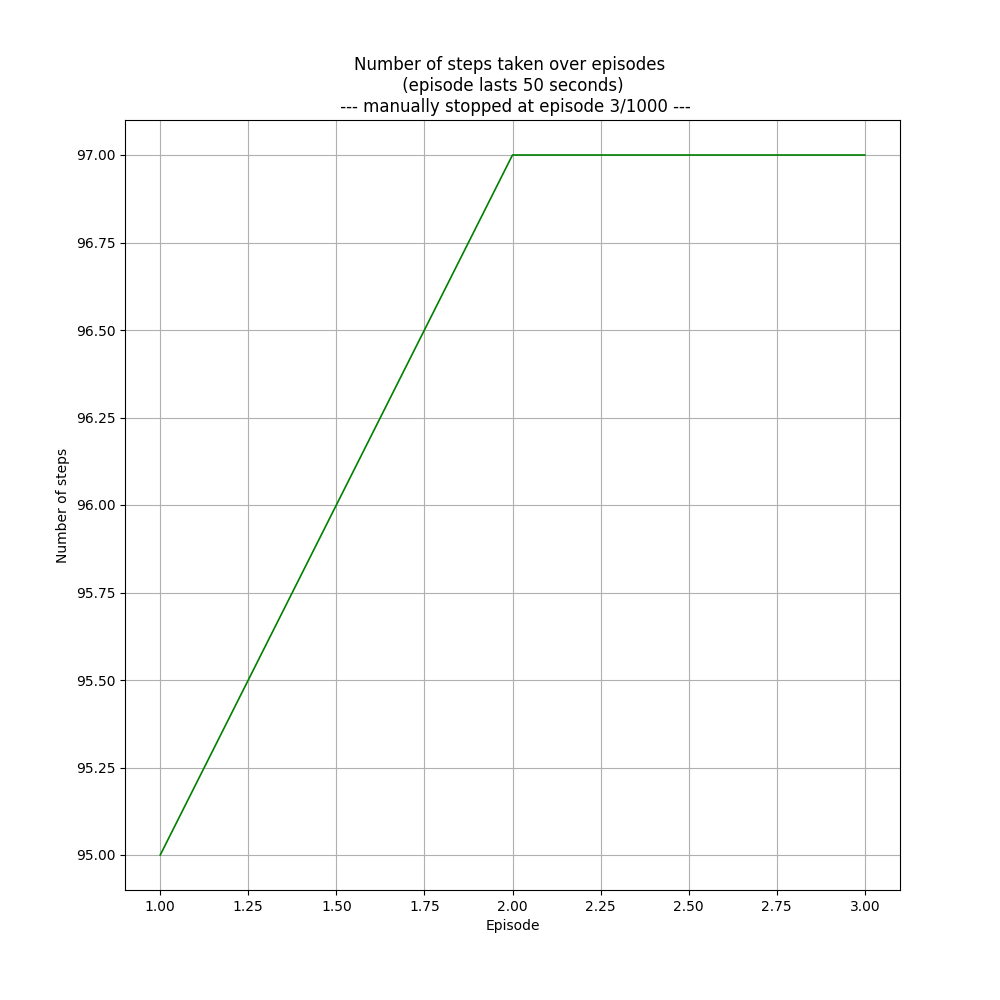 Number of steps taken over episodes
(episode lasts 50 seconds)
--- manually stopped at episode 3/1000 ---
97.00
96.75
96.50
96.25
96.00
95.75
95.50
95.25
95.00
Number of steps
1.00 1.25 1.50 1.75 2.00 2.25 2.50 2.75 3.00
Episode